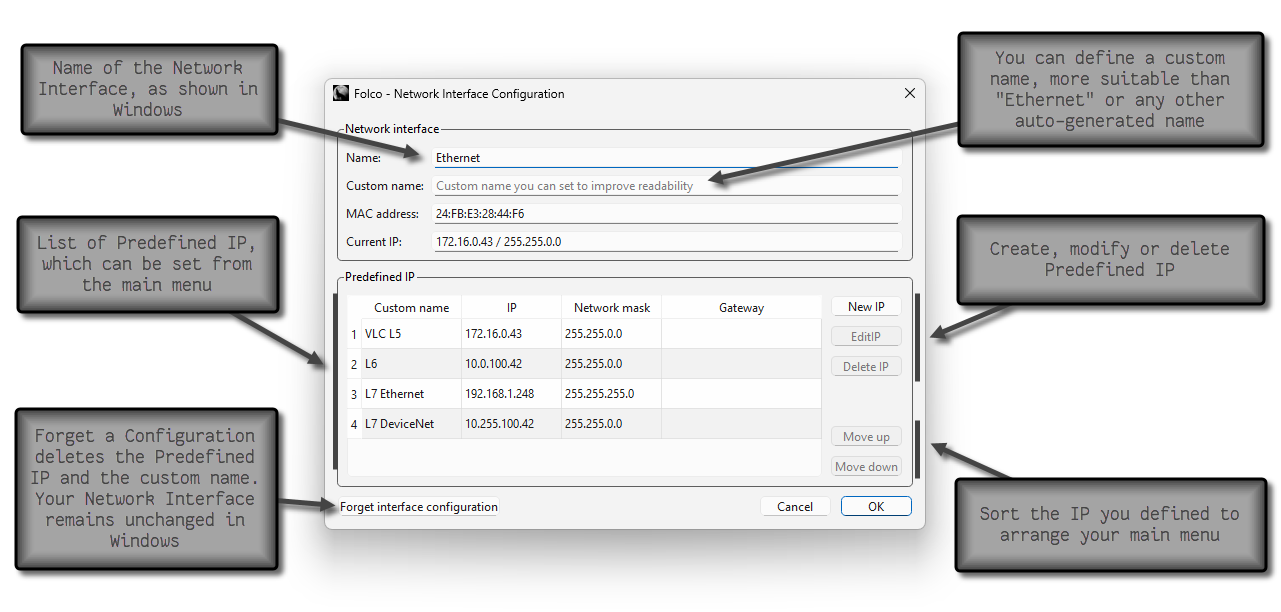 Name of the Network
Interface, as shown in
Windows
You can define a custom
name, more suitable than
"Ethernet" or any other
auto-generated name
Folco - Network Interface Configuration
Network interface
Name: Ethernet
Custom name: Custom name you can set to improve readability
MAC address: 24:FB:E3:28:44:F6
Current IP: 172.16.0.43 / 255.255.0.0
List of Predefined IP,
which can be set from
the main menu
Create, modify or delete
Predefined IP
Predefined IP
Custom name IP Network mask Gateway
1 VLC L5 172.16.0.43 255.255.0.0
2 L6 10.0.100.42 255.255.0.0
3 L7 Ethernet 192.168.1.248 255.255.255.0
4 L7 DeviceNet 10.255.100.42 255.255.0.0
New IP
EditIP
Delete IP
Move up
Move down
Forget a Configuration
deletes the Predefined
IP and the custom name.
Your Network Interface
remains unchanged in
Windows
Sort the IP you defined to
arrange your main menu
Forget interface configuration
Cancel
OK